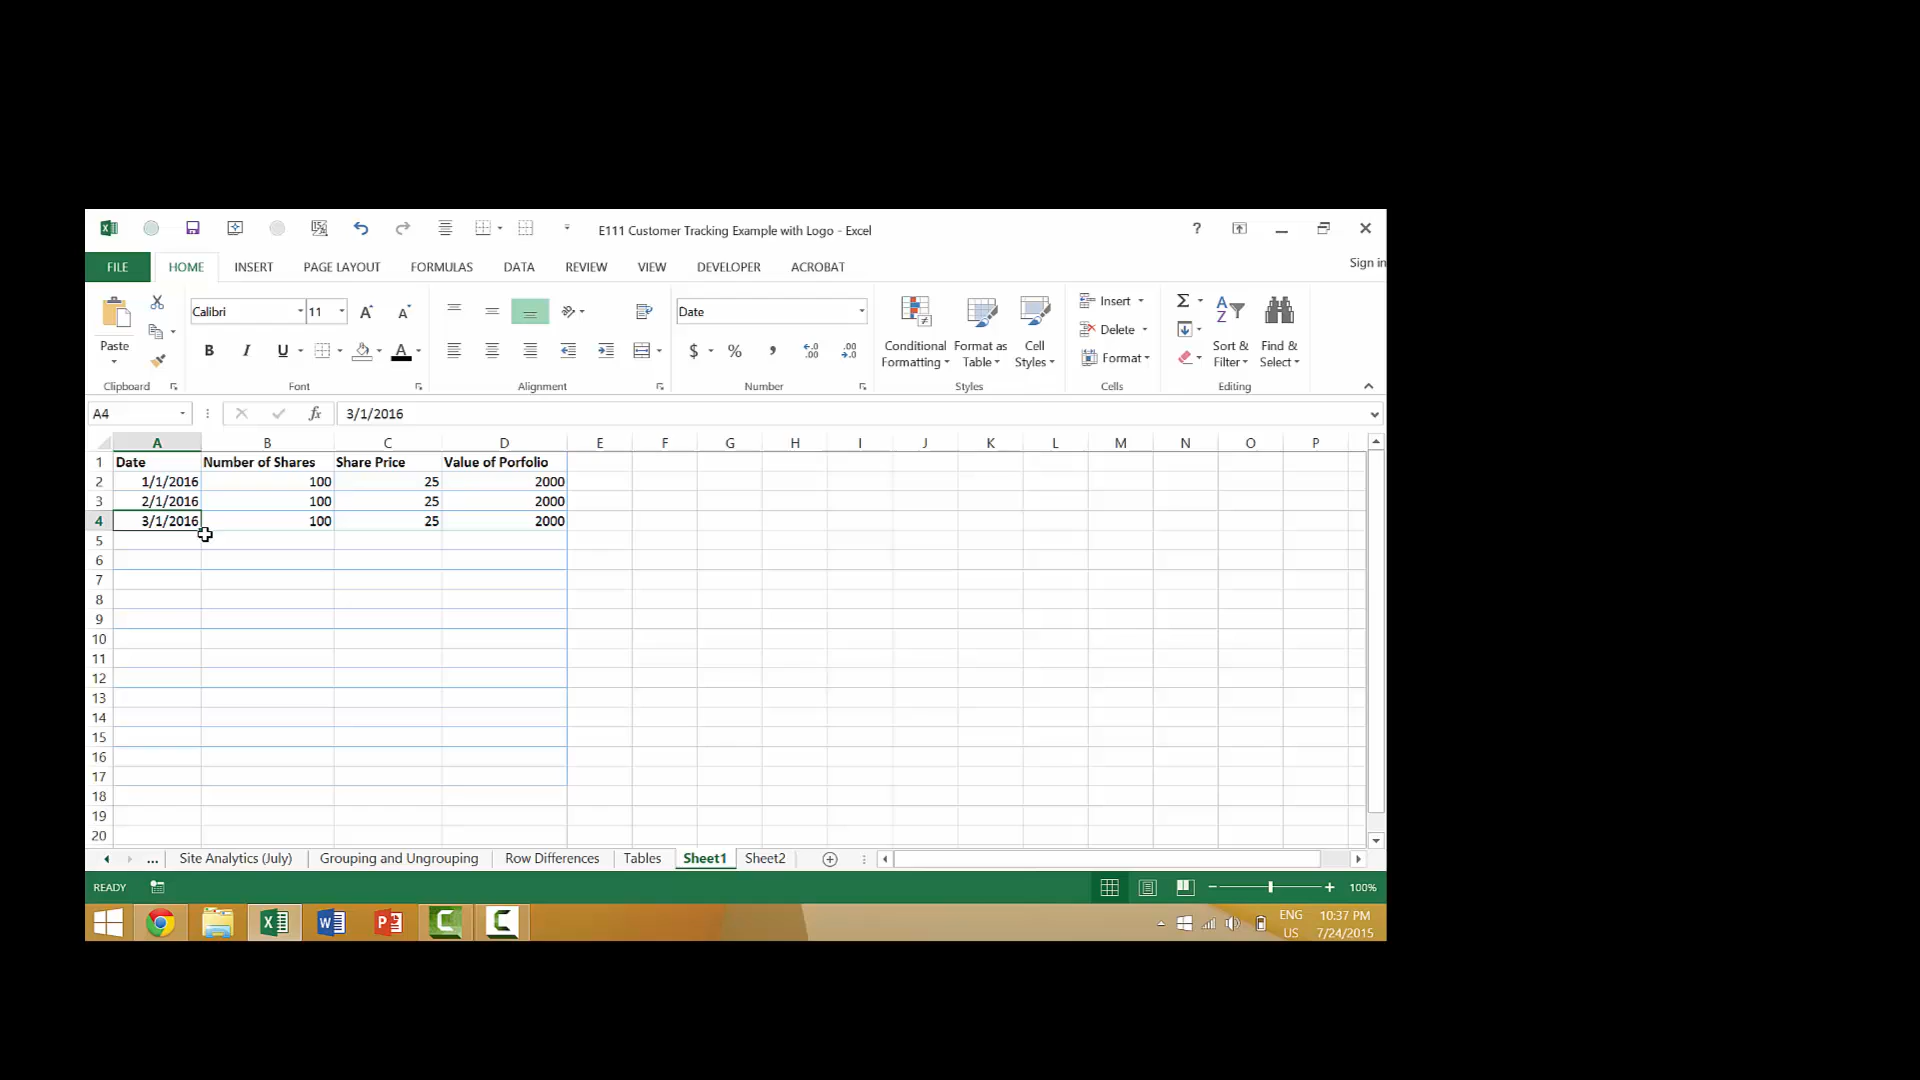 E111 Customer Tracking Example with Logo - Excel
?
Sign in
FILE HOME INSERT PAGE LAYOUT FORMULAS DATA REVIEW VIEW DEVELOPER ACROBAT
Calibri 11 Date Insert
Paste B I U A $ % , Conditional Formatting Format as Table Cell Styles Delete Sort & Filter Find & Select
Format
Clipboard Font Alignment Number Styles Cells Editing
A4 fx 3/1/2016
A B C D E F G H I J K L M N O P
1 Date Number of Shares Share Price Value of Porfolio
2 1/1/2016 100 25 2000
3 2/1/2016 100 25 2000
4 3/1/2016 100 25 2000
5
6
7
8
9
10
11
12
13
14
15
16
17
18
19
20
... Site Analytics (July) Grouping and Ungrouping Row Differences Tables Sheet1 Sheet2
READY 100%
ENG 10:37 PM
US 7/24/2015